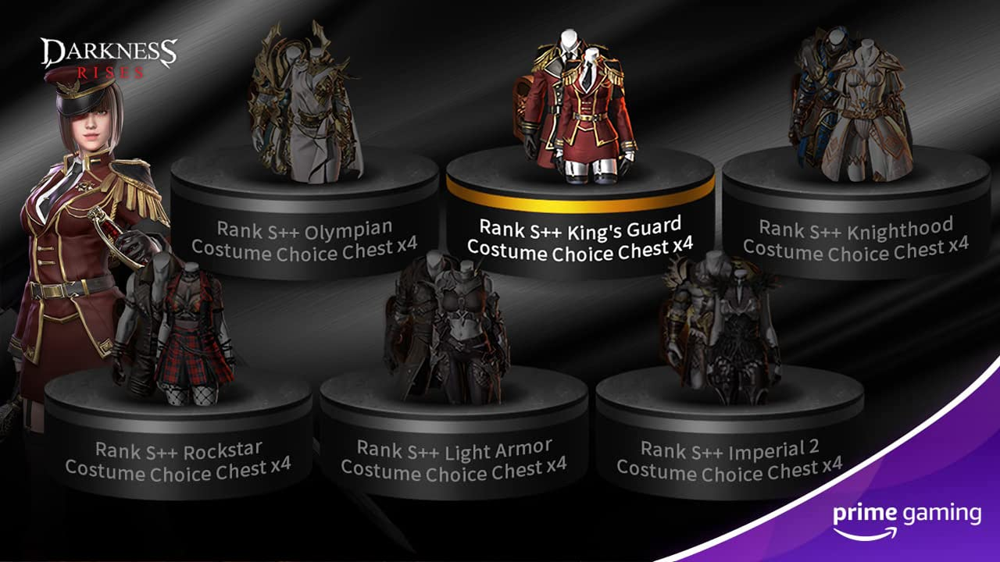 DARKNESS
RISES
Rank S++ Olympian
Costume Choice Chest x4
Rank S++ King's Guard
Costume Choice Chest x4
Rank S++ Knighthood
Costume Choice Chest x4
Rank S++ Rockstar
Costume Choice Chest x4
Rank S++ Light Armor
Costume Choice Chest x4
Rank S++ Imperial 2
Costume Choice Chest x4
prime gaming